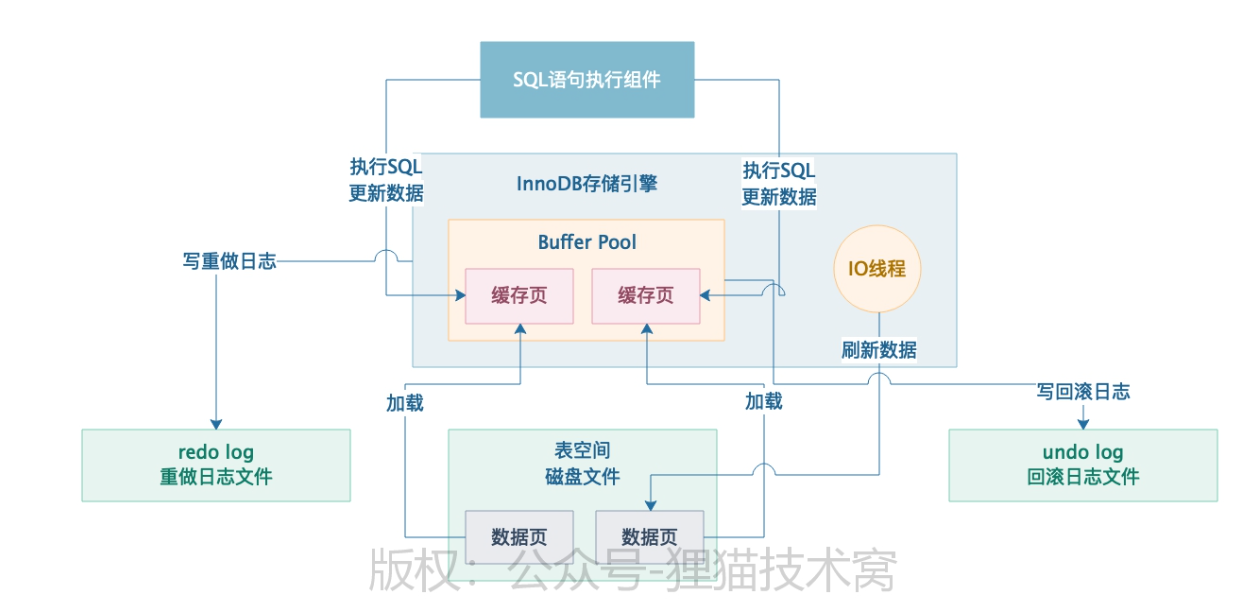 SQL语句执行组件
执行SQL
更新数据
执行SQL
更新数据
InnoDB存储引擎
Buffer Pool
写重做日志
IO线程
缓存页
缓存页
刷新数据
加载
加载
写回滚日志
redo log
重做日志文件
表空间
磁盘文件
undo log
回滚日志文件
数据页
数据页
版权：公众号-狸猫技术窝